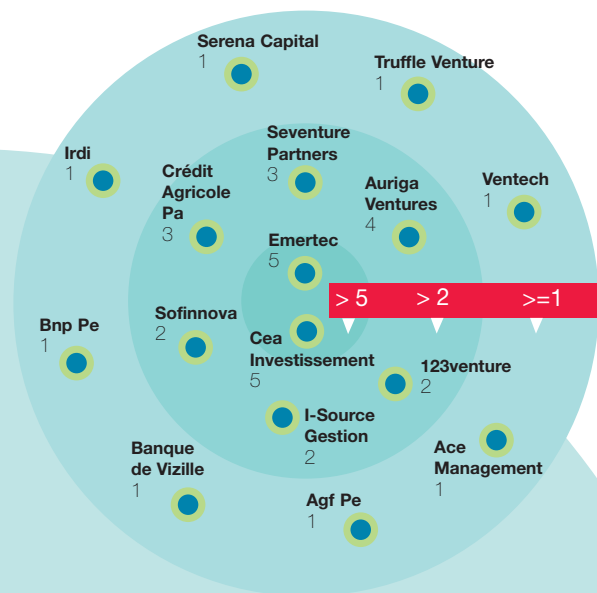 Serena Capital
1
Truffle Venture
1
Seventure
Partners
3
Irdi
1
Crédit
Agricole
Pa
3
Auriga
Ventures
4
Ventech
1
Emertec
5
> 5
> 2
>=1
Bnp Pe
1
Sofinnova
2
Cea
Investissement
5
123venture
2
I-Source
Gestion
2
Banque
de Vizille
1
Ace
Management
1
Agf Pe
1